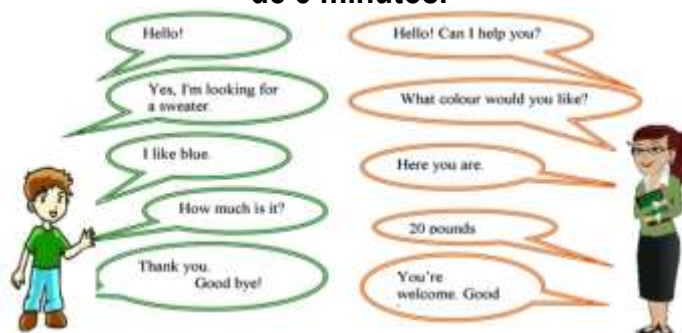 de 5 minutos.
Hello!
Hello! Can I help you?
Yes, I'm looking for
a sweater.
What colour would you like?
I like blue.
Here you are.
How much is it?
20 pounds
Thank you.
Good bye!
You're
welcome. Good